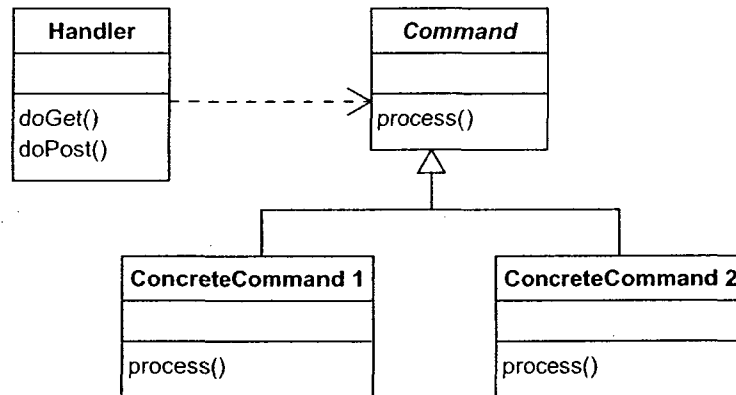 Handler
Command
doGet()
doPost()
process()
ConcreteCommand 1
ConcreteCommand 2
process()
process()